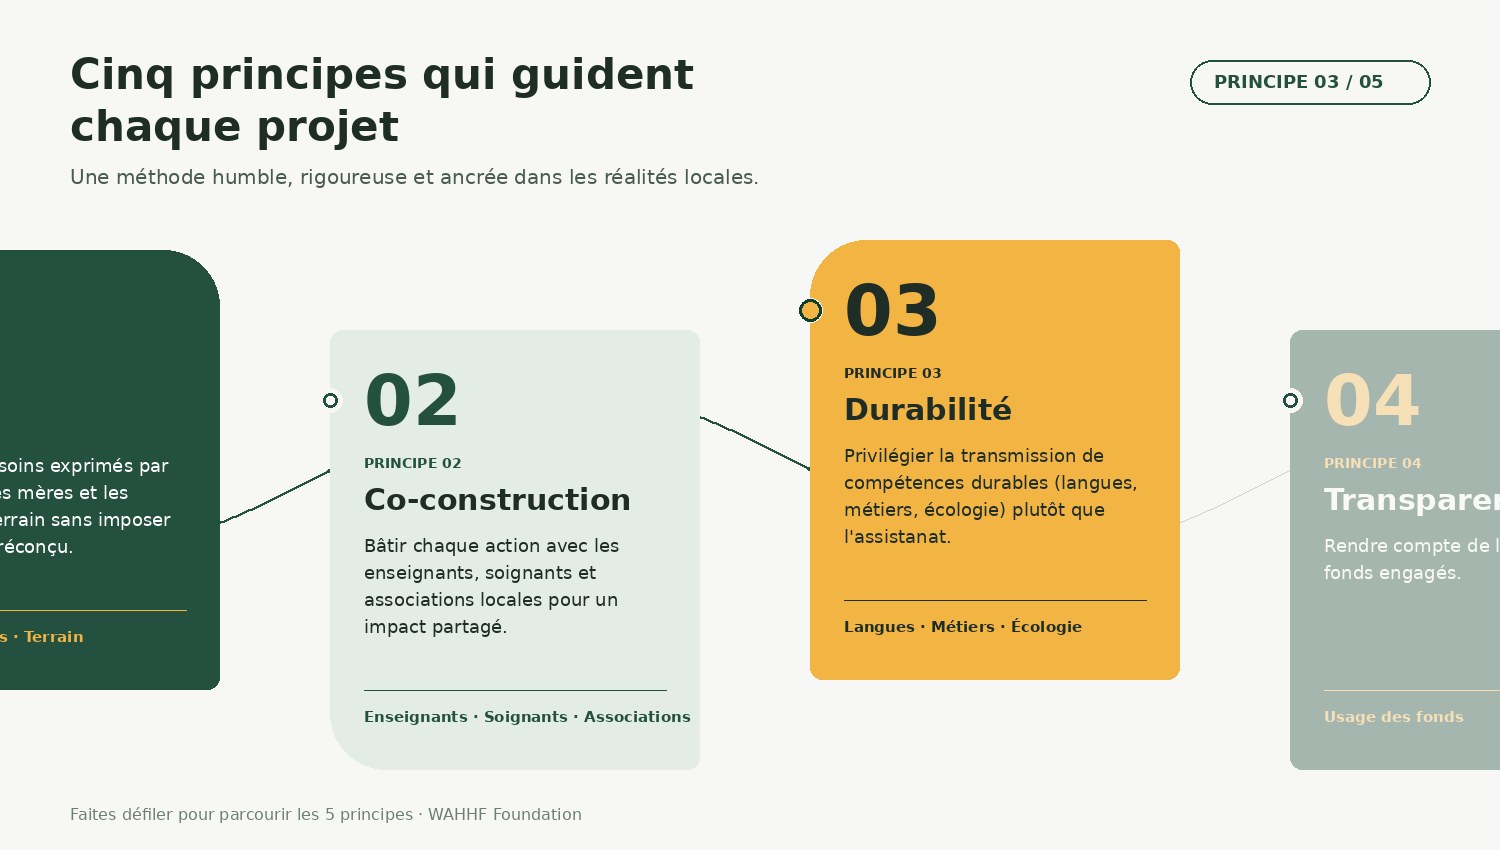 Cinq principes qui guident
chaque projet
Une méthode humble, rigoureuse et ancrée dans les réalités locales.
PRINCIPE 03 / 05
soins exprimés par
mères et les
sans imposer
Terrain
02
PRINCIPE 02
Co-construction
Bâtir chaque action avec les
enseignants, soignants et
associations locales pour un
impact partagé.
Enseignants · Soignants · Associations
03
PRINCIPE 03
Durabilité
Privilégier la transmission de
compétences durables (langues,
métiers, écologie) plutôt que
l'assistanat.
Langues · Métiers · Écologie
04
PRINCIPE 04
Rendre compte de
fonds engagés.
Usage des fonds
Faites défiler pour parcourir les 5 principes · WAHHF Foundation